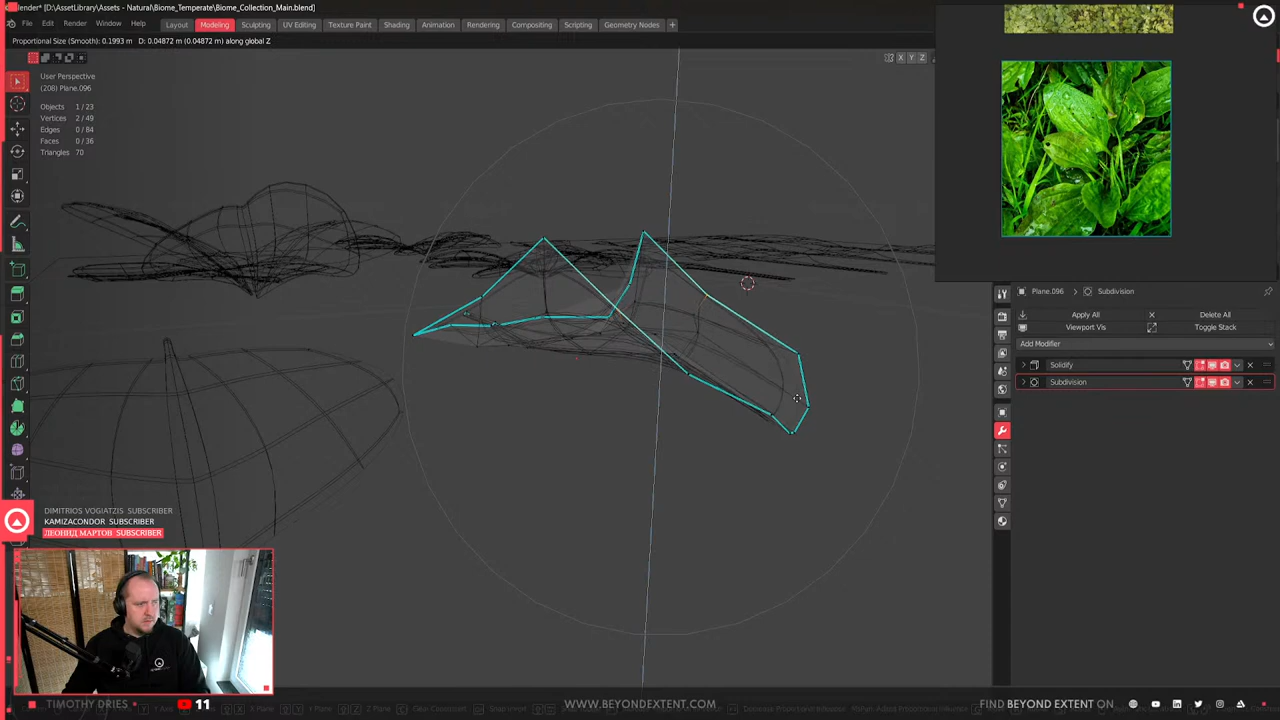 lender* [D:\AssetLibrary\Assets - Natural\Biome_Temperate\Biome_Collection_Main.blend]
File Edit Render Window Help Layout Modeling Sculpting UV Editing Texture Paint Shading Animation Rendering Compositing Scripting Geometry Nodes +
Proportional Size (Smooth): 0.1993 m D: 0.04872 m (0.04872 m) along global Z
X Y Z
User Perspective
(208) Plane.096
Objects 1 / 23
Vertices 2 / 49
Edges 0 / 84
Faces 0 / 36
Triangles 70
Plane.096 > Subdivision
Apply All Delete All
Viewport Vis Toggle Stack
Add Modifier
Solidify
Subdivision
DIMITRIOS VOGIATZIS SUBSCRIBER
KAMIZACONDOR SUBSCRIBER
ЛЕОНИД МАРТОВ SUBSCRIBER
TIMOTHY DRIES 11 WWW.BEYONDEXTENT.COM FIND BEYOND EXTENT ON